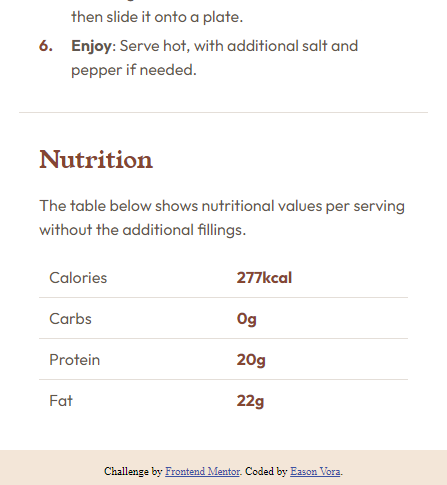 then slide it onto a plate.
6. Enjoy: Serve hot, with additional salt and
pepper if needed.
Nutrition
The table below shows nutritional values per serving
without the additional fillings.
Calories 277kcal
Carbs 0g
Protein 20g
Fat 22g
Challenge by Frontend Mentor. Coded by Eason Vora.